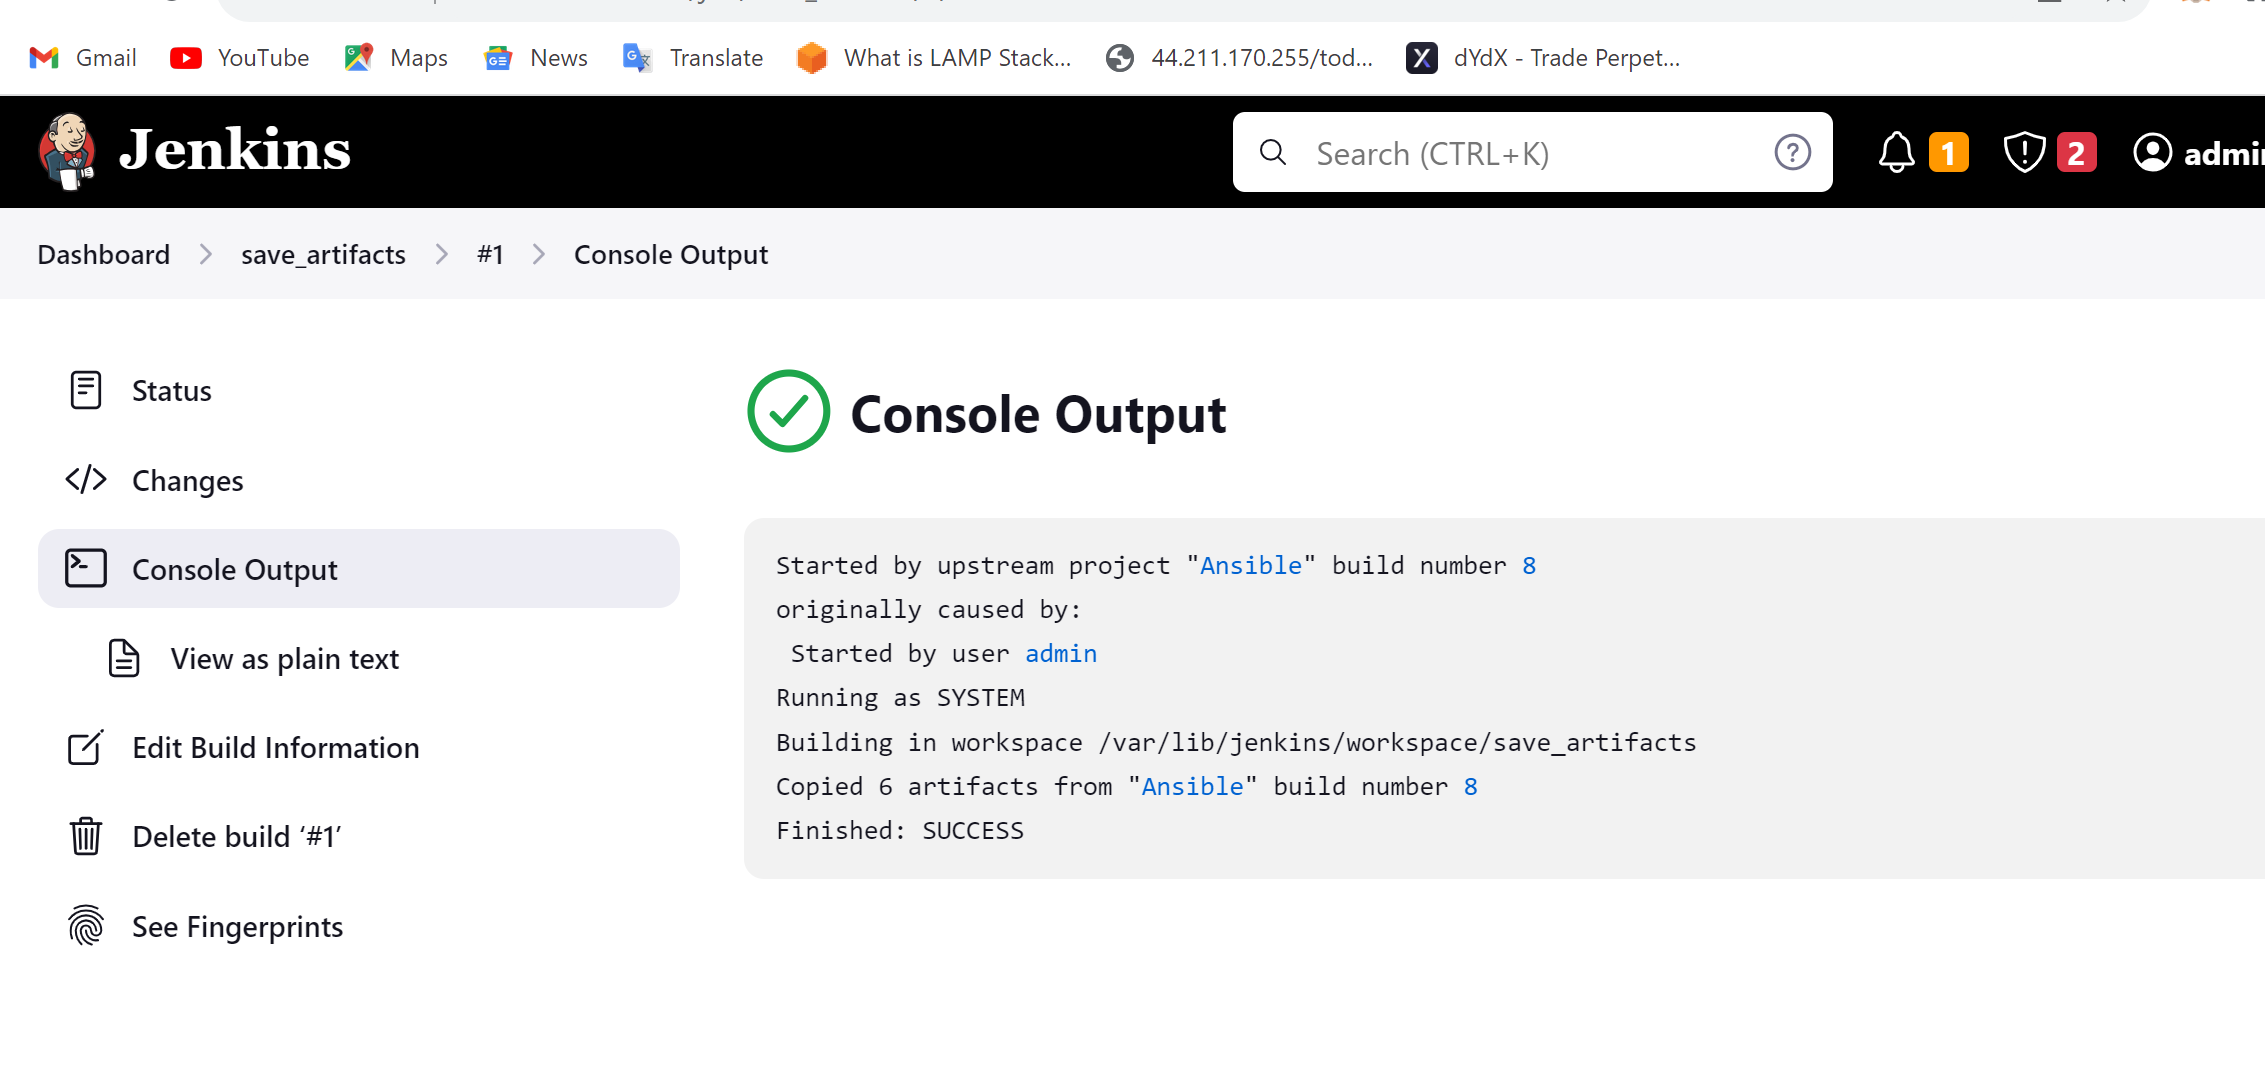 Gmail YouTube Maps News Translate What is LAMP Stack... 44.211.170.255/tod... dYdX - Trade Perpet...
Jenkins Search (CTRL+K) 1 2
Dashboard save_artifacts #1 Console Output
Status
Changes
Console Output
View as plain text
Edit Build Information
Delete build ‘#1’
See Fingerprints
Console Output
Started by upstream project "Ansible" build number 8
originally caused by:
Started by user admin
Running as SYSTEM
Building in workspace /var/lib/jenkins/workspace/save_artifacts
Copied 6 artifacts from "Ansible" build number 8
Finished: SUCCESS